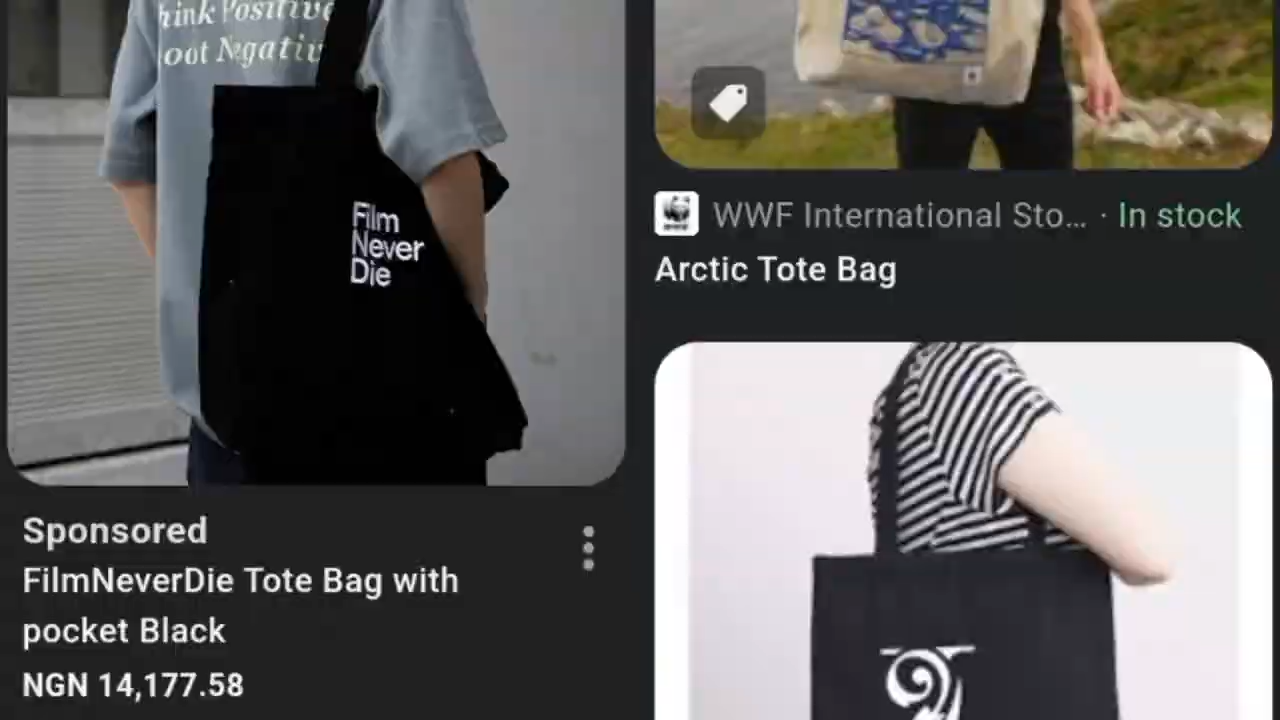 hink Positive
oot Negativ
Film
Never
Die
Sponsored
FilmNeverDie Tote Bag with
pocket Black
NGN 14,177.58
WWF International Sto... · In stock
Arctic Tote Bag